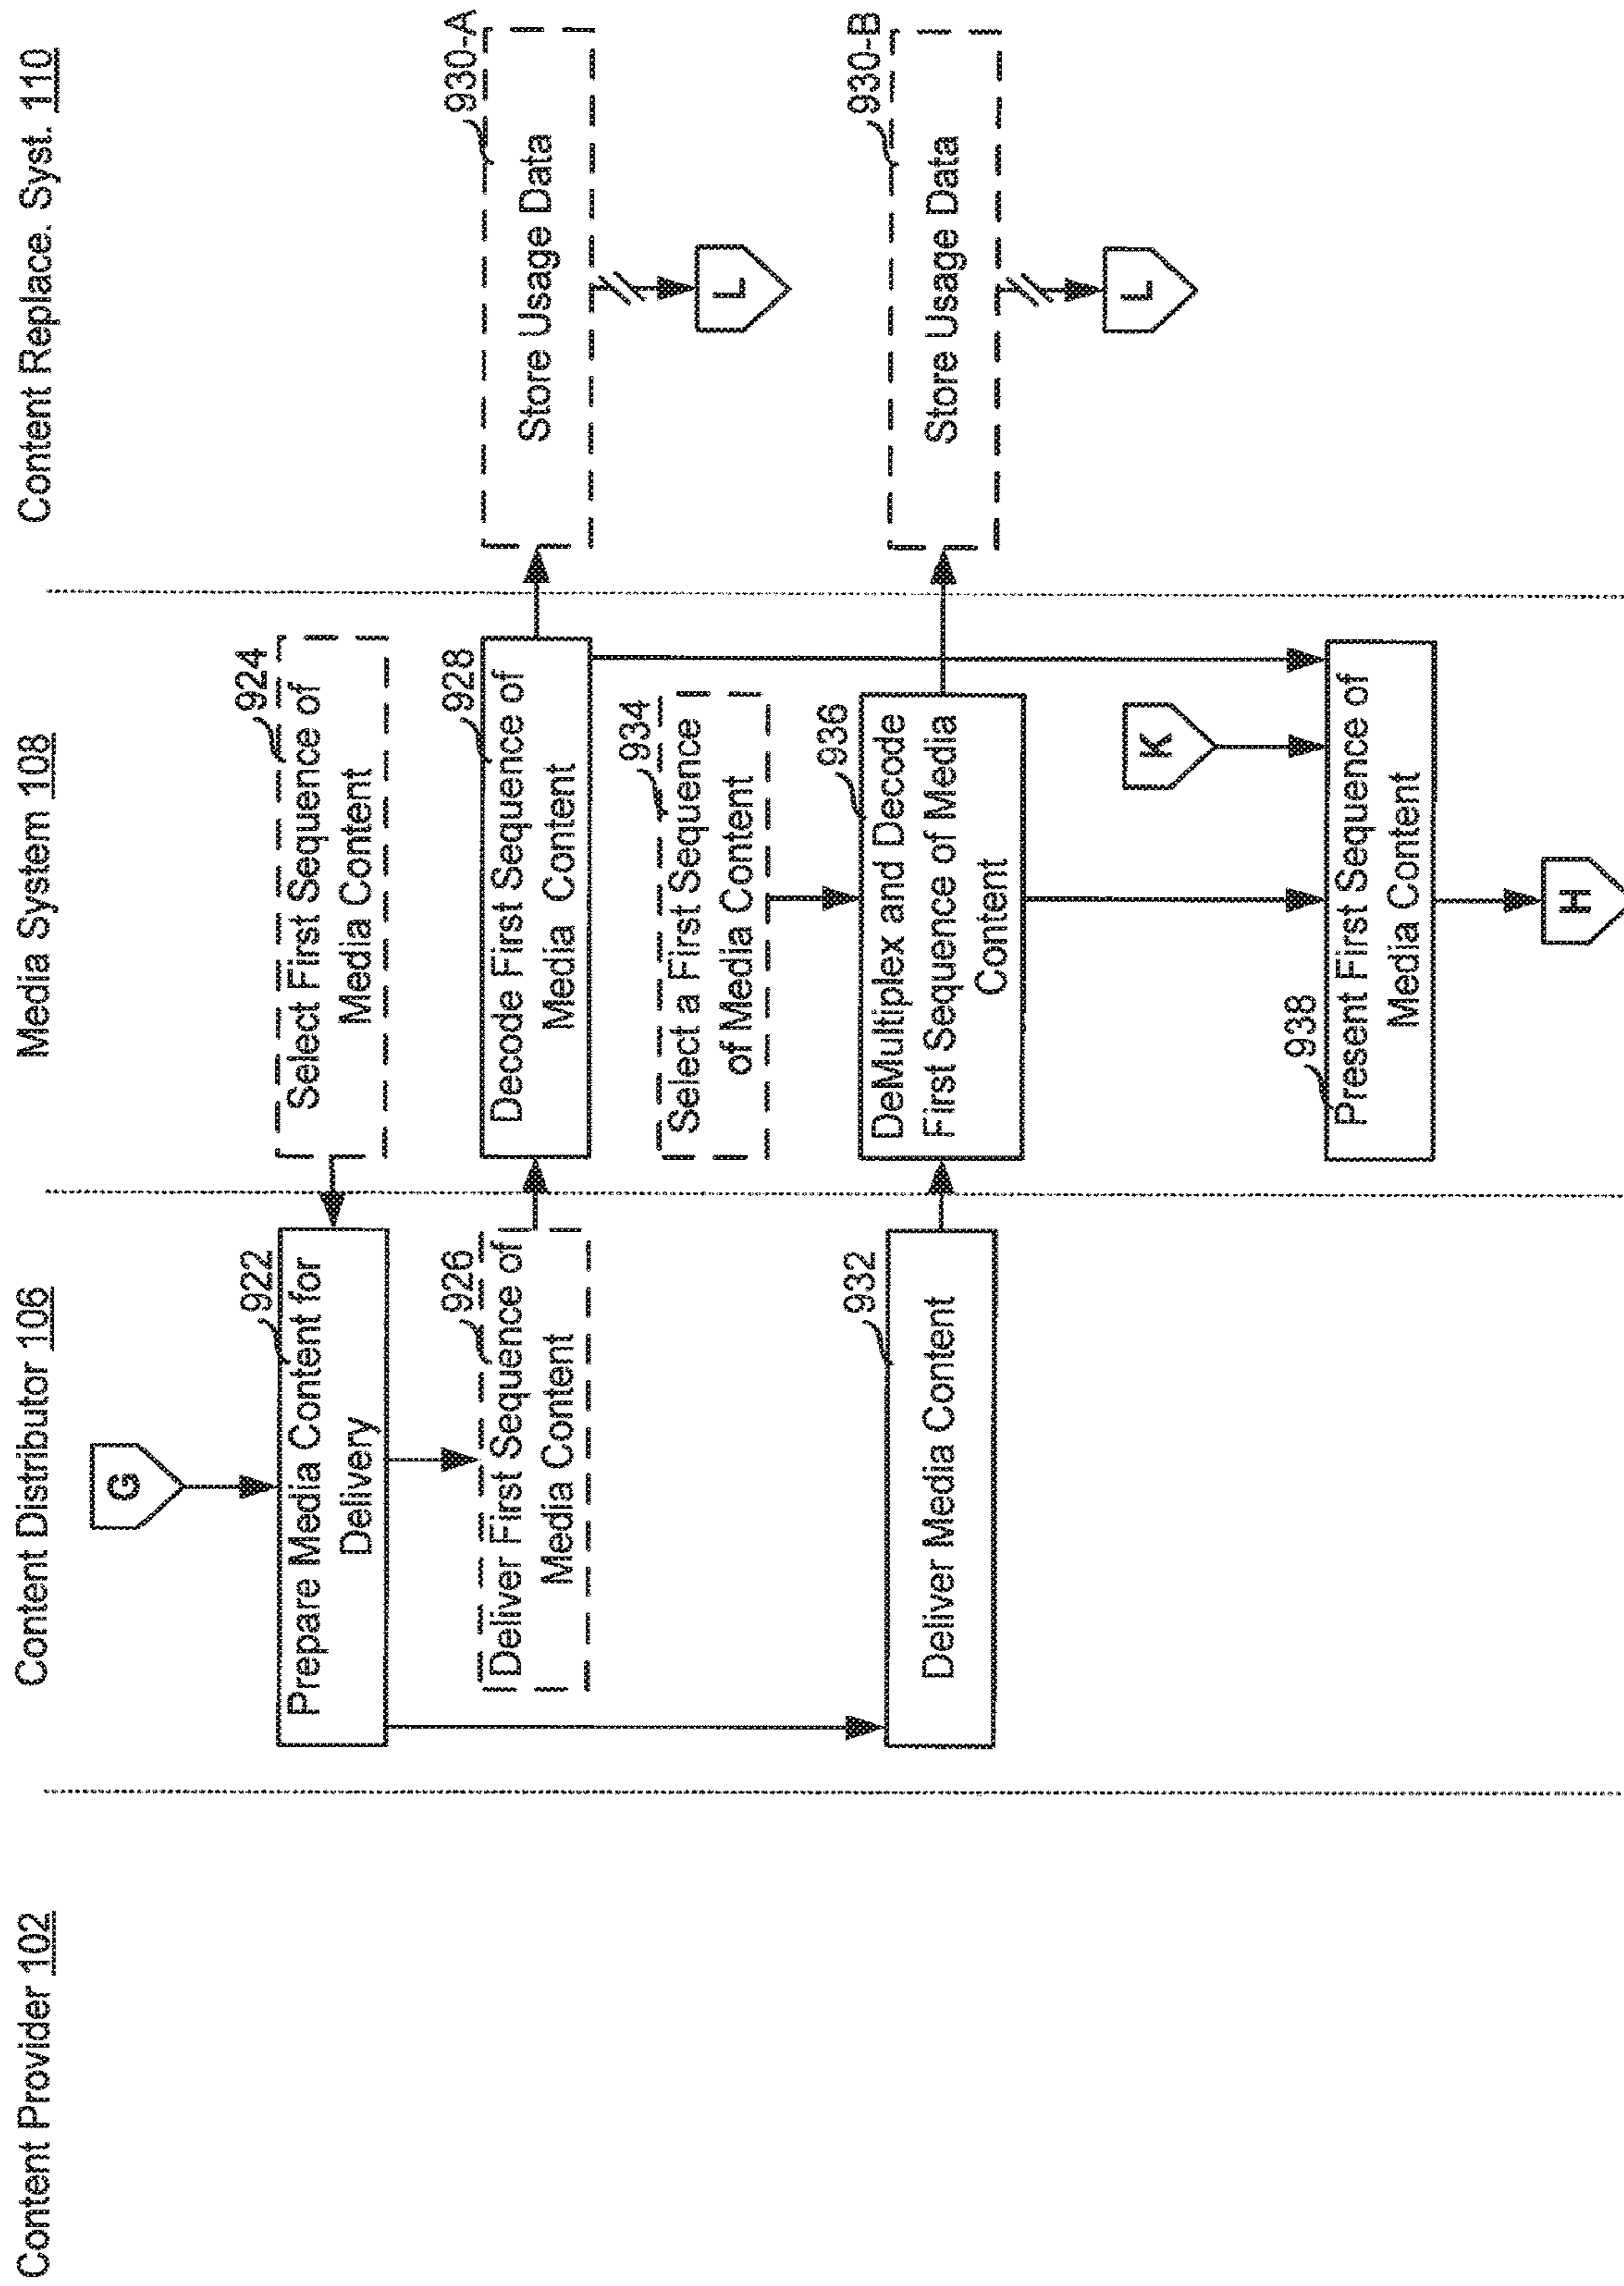 Content Provider 102
Content Distributor 106
Media System 108
Content Replace. Syst. 110
G
922
Prepare Media Content for
Delivery
924
Select First Sequence of
Media Content
926
Deliver First Sequence of
Media Content
928
Decode First Sequence of
Media Content
930-A
Store Usage Data
L
934
Select a First Sequence
of Media Content
932
Deliver Media Content
936
DeMultiplex and Decode
First Sequence of Media
Content
930-B
Store Usage Data
L
K
938
Present First Sequence of
Media Content
H